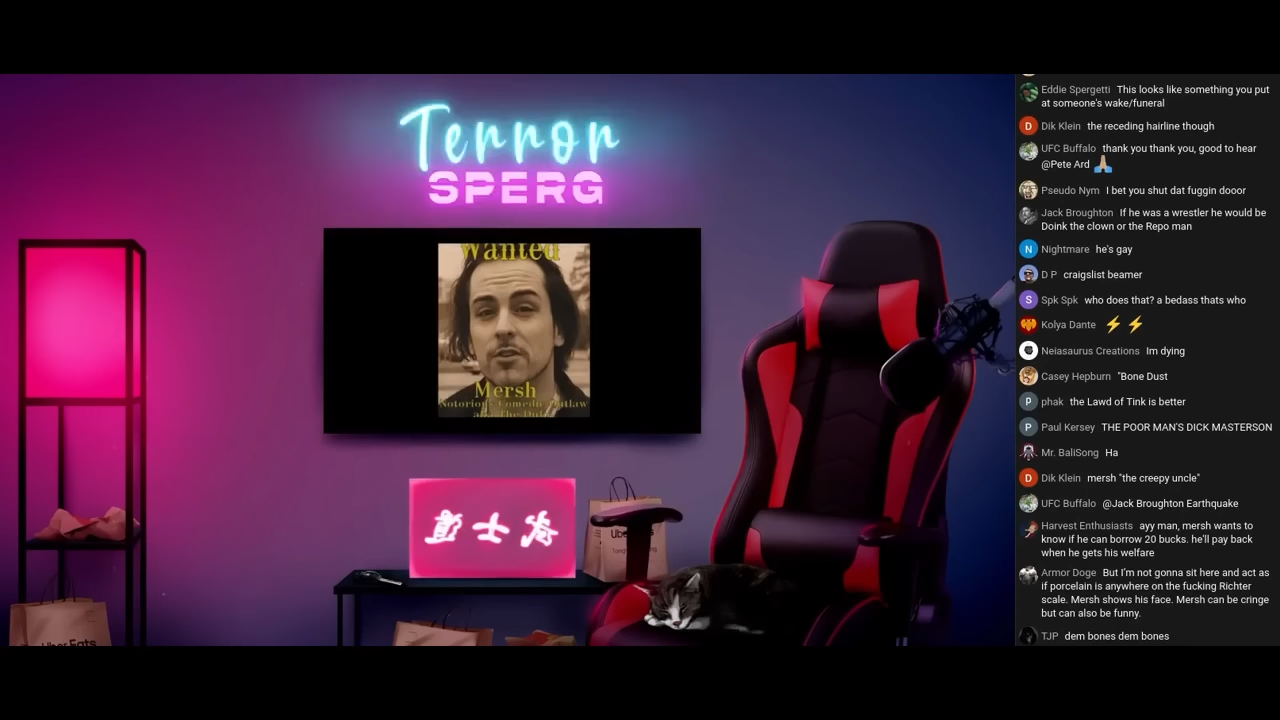 Terror
SPERG
Wanted
Mersh
Notorious Comedy Outlaw
aka The Dul
Uber Eats
Eddie Spergetti This looks like something you put
at someone's wake/funeral
Dik Klein the receding hairline though
UFC Buffalo thank you thank you, good to hear
@Pete Ard 🙏🏽
Pseudo Nym I bet you shut dat fuggin dooor
Jack Broughton If he was a wrestler he would be
Doink the clown or the Repo man
N Nightmare he's gay
D P craigslist beamer
S Spk Spk who does that? a bedass thats who
Kolya Dante ⚡⚡
Neiasaurus Creations Im dying
Casey Hepburn "Bone Dust
P phak the Lawd of Tink is better
P Paul Kersey THE POOR MAN'S DICK MASTERSON
Mr. BaliSong Ha
D Dik Klein mersh "the creepy uncle"
UFC Buffalo @Jack Broughton Earthquake
Harvest Enthusiasts ayy man, mersh wants to
know if he can borrow 20 bucks. he'll pay back
when he gets his welfare
Armor Doge But I'm not gonna sit here and act as
if porcelain is anywhere on the fucking Richter
scale. Mersh shows his face. Mersh can be cringe
but can also be funny.
TJP dem bones dem bones